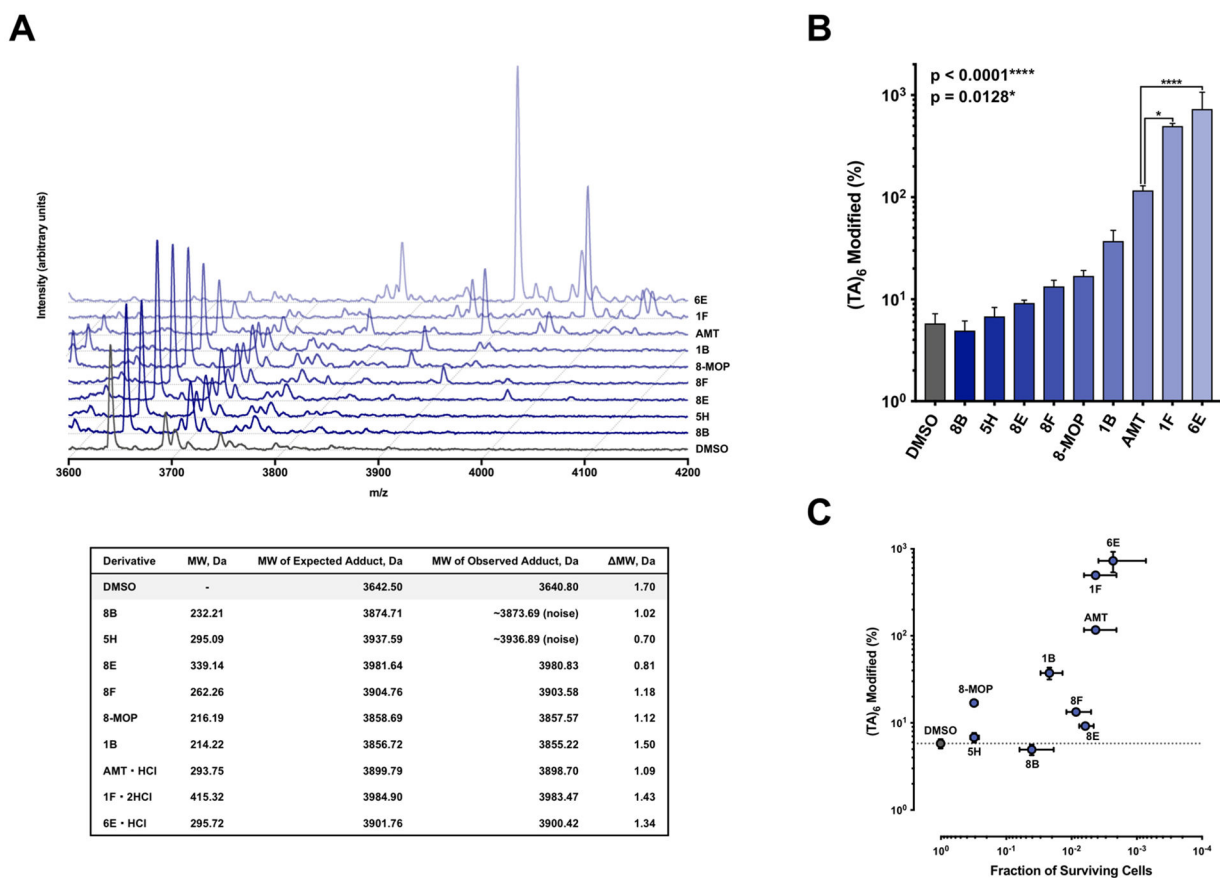 A
Intensity (arbitrary units)
6E
1F
AMT
1B
8-MOP
8F
8E
5H
8B
DMSO
3600 3700 3800 3900 4000 4100 4200
m/z
Derivative MW, Da MW of Expected Adduct, Da MW of Observed Adduct, Da ΔMW, Da
DMSO - 3642.50 3640.80 1.70
8B 232.21 3874.71 ~3873.69 (noise) 1.02
5H 295.09 3937.59 ~3936.89 (noise) 0.70
8E 339.14 3981.64 3980.83 0.81
8F 262.26 3904.76 3903.58 1.18
8-MOP 216.19 3858.69 3857.57 1.12
1B 214.22 3856.72 3855.22 1.50
AMT • HCl 293.75 3899.79 3898.70 1.09
1F • 2HCl 415.32 3984.90 3983.47 1.43
6E • HCl 295.72 3901.76 3900.42 1.34
B
p < 0.0001****
p = 0.0128*
****
*
(TA)6 Modified (%)
10³
10²
10¹
10⁰
DMSO 8B 5H 8E 8F 8-MOP 1B AMT 1F 6E
C
(TA)6 Modified (%)
10³
10²
10¹
10⁰
6E
1F
AMT
1B
8-MOP
8F
DMSO
8E
5H
8B
10⁰ 10⁻¹ 10⁻² 10⁻³ 10⁻⁴
Fraction of Surviving Cells